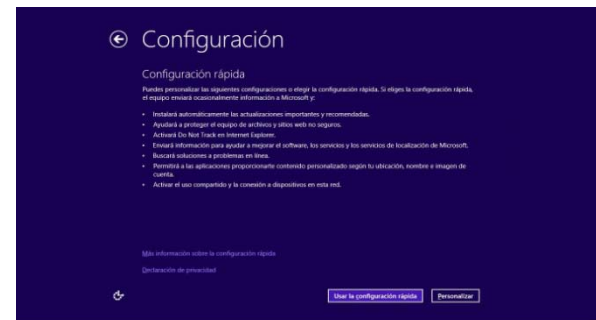 Configuración
Configuración rápida
Puedes personalizar las siguientes configuraciones o elegir la configuración rápida. Si eliges la configuración rápida,
el equipo enviará ocasionalmente información a Microsoft y:
• Instalará automáticamente las actualizaciones importantes y recomendadas.
• Ayudará a proteger el equipo de archivos y sitios web no seguros.
• Activará Do Not Track en Internet Explorer.
• Enviará información para ayudar a mejorar el software, los servicios y los servicios de localización de Microsoft.
• Buscará soluciones a problemas en línea.
• Permitirá a las aplicaciones proporcionarte contenido personalizado según tu ubicación, nombre e imagen de
cuenta.
• Activar el uso compartido y la conexión a dispositivos en esta red.
Más información sobre la configuración rápida
Declaración de privacidad
Usar la configuración rápida
Personalizar